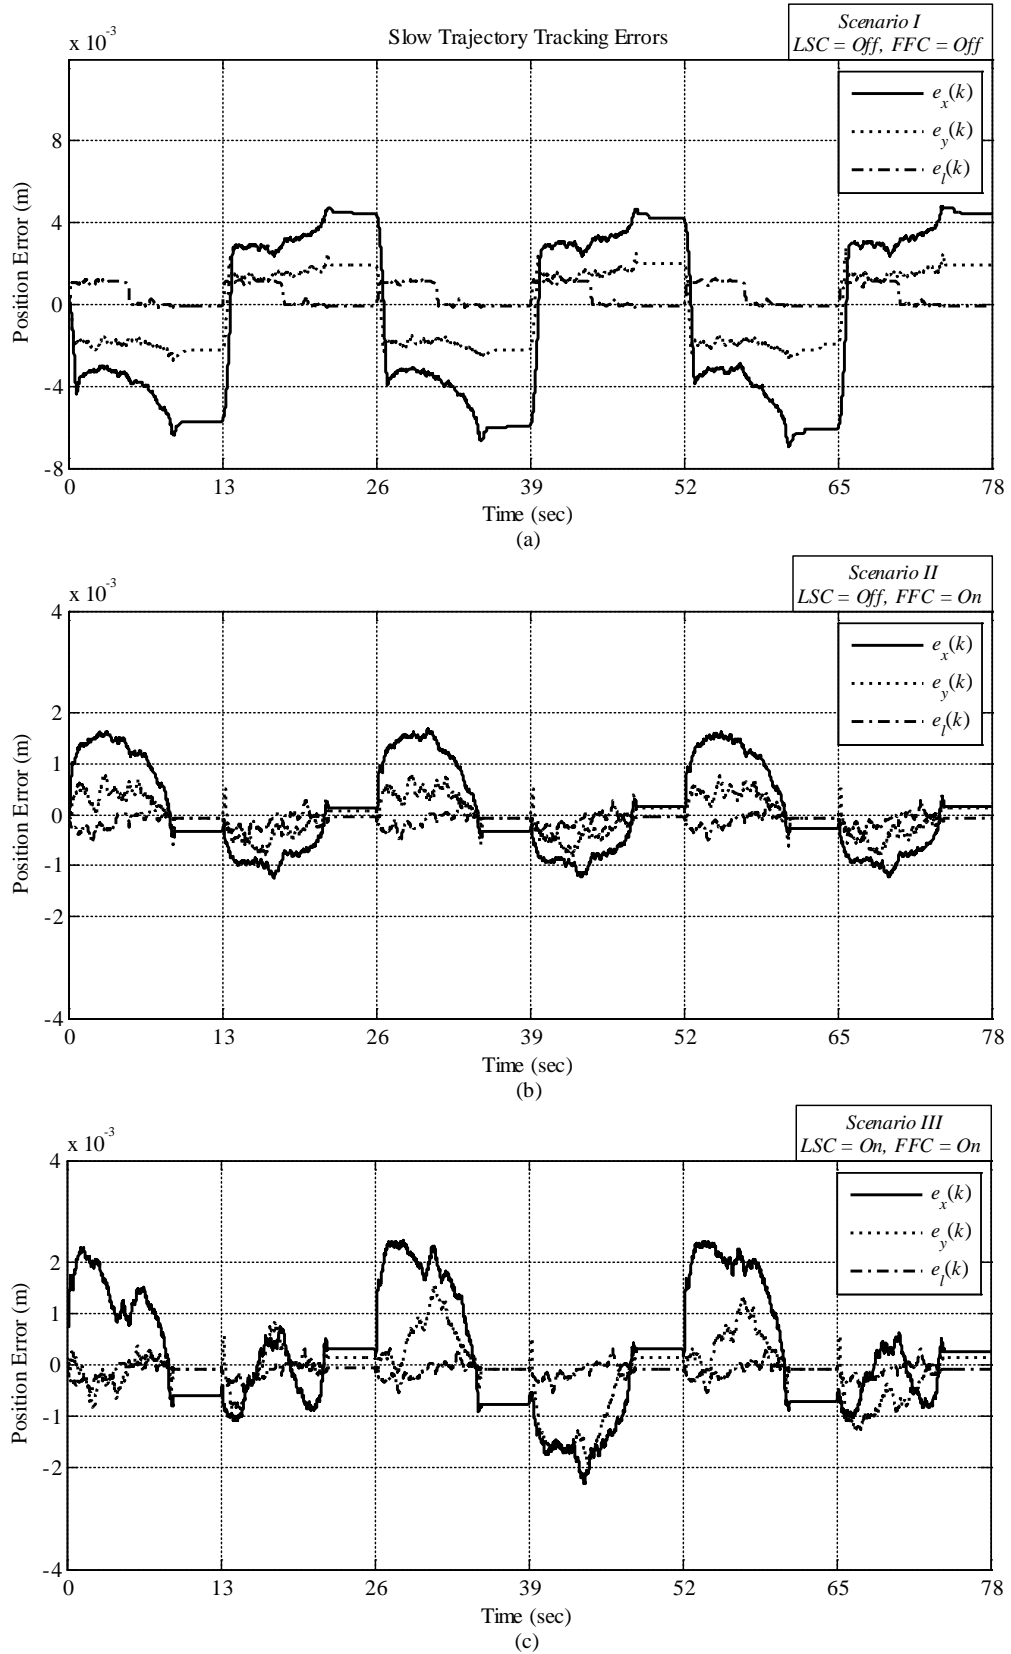 x 10-3
Slow Trajectory Tracking Errors
Scenario I
LSC = Off, FFC = Off
e_x(k)
e_y(k)
e_l(k)
Position Error (m)
8
4
0
-4
-8
0 13 26 39 52 65 78
Time (sec)
(a)
x 10-3
Scenario II
LSC = Off, FFC = On
e_x(k)
e_y(k)
e_l(k)
Position Error (m)
4
2
1
0
-1
-2
-4
0 13 26 39 52 65 78
Time (sec)
(b)
x 10-3
Scenario III
LSC = On, FFC = On
e_x(k)
e_y(k)
e_l(k)
Position Error (m)
4
2
1
0
-1
-2
-4
0 13 26 39 52 65 78
Time (sec)
(c)